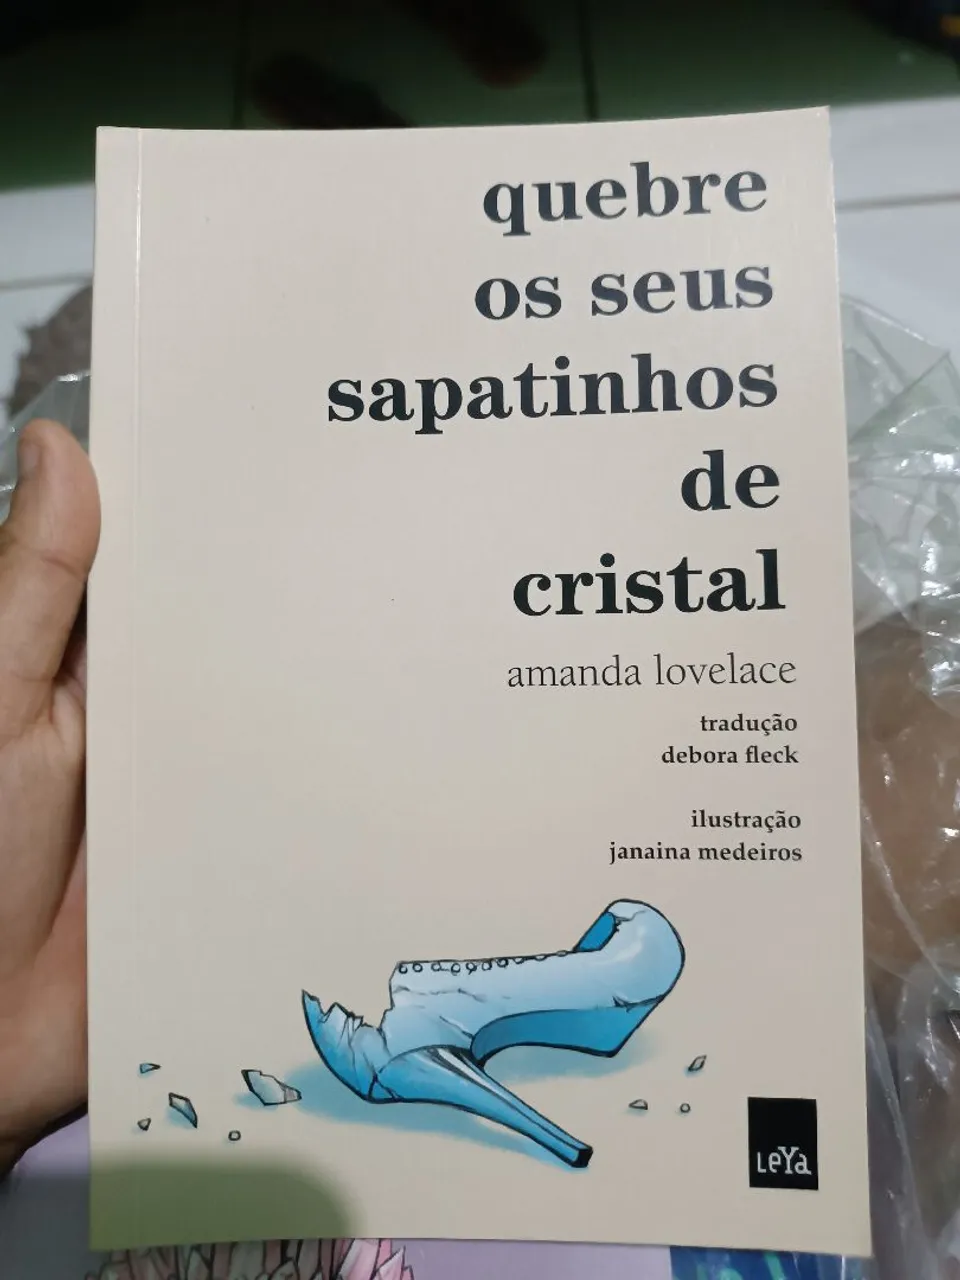 quebre
os seus
sapatinhos
de
cristal
amanda lovelace
tradução
debora fleck
ilustração
janaina medeiros
LeYa